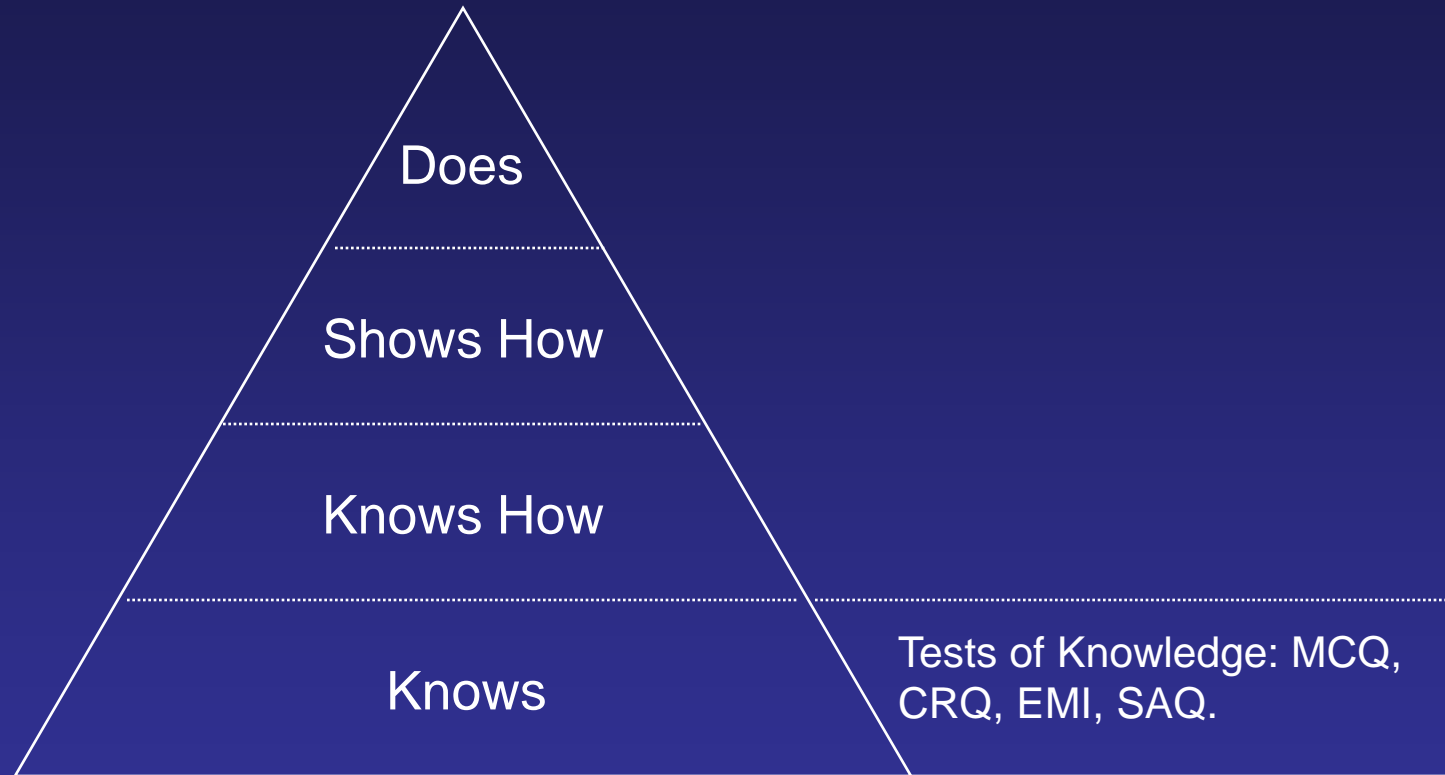 Does
Shows How
Knows How
Knows
Tests of Knowledge: MCQ,
CRQ, EMI, SAQ.